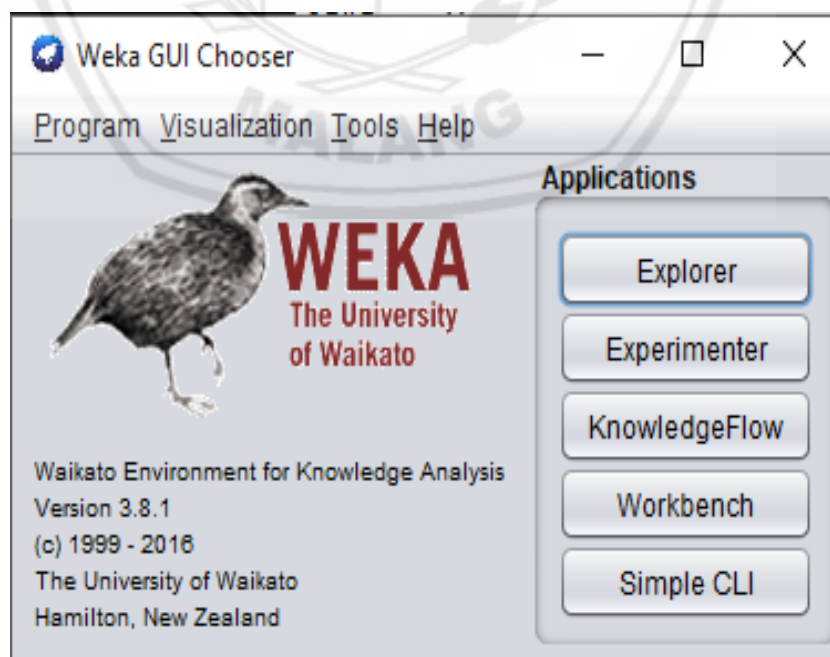 Weka GUI Chooser
Program Visualization Tools Help
MALANG
WEKA
The University
of Waikato
Waikato Environment for Knowledge Analysis
Version 3.8.1
(c) 1999 - 2016
The University of Waikato
Hamilton, New Zealand
Applications
Explorer
Experimenter
KnowledgeFlow
Workbench
Simple CLI